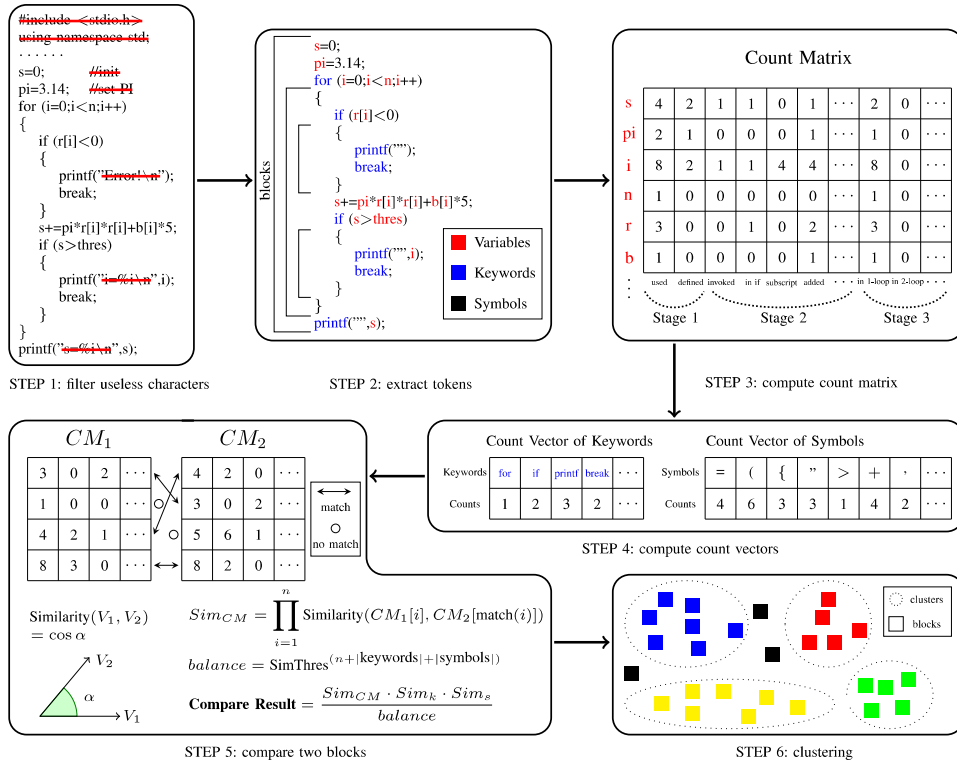 #include <stdio.h>
using namespace std;
· · · · · ·
s=0; //init
pi=3.14; //set PI
for (i=0;i<n;i++)
{
if (r[i]<0)
{
printf("Error!\n");
break;
}
s+=pi*r[i]*r[i]+b[i]*5;
if (s>thres)
{
printf("i=%i\n",i);
break;
}
}
printf("s=%i\n",s);
STEP 1: filter useless characters
blocks
s=0;
pi=3.14;
for (i=0;i<n;i++)
{
if (r[i]<0)
{
printf("");
break;
}
s+=pi*r[i]*r[i]+b[i]*5;
if (s>thres)
{
printf("",i);
break;
}
}
printf("",s);
Variables
Keywords
Symbols
STEP 2: extract tokens
Count Matrix
s 4 2 1 1 0 1 · · · 2 0 · · ·
pi 2 1 0 0 0 1 · · · 1 0 · · ·
i 8 2 1 1 4 4 · · · 8 0 · · ·
n 1 0 0 0 0 0 · · · 1 0 · · ·
r 3 0 0 1 0 2 · · · 3 0 · · ·
b 1 0 0 0 0 1 · · · 1 0 · · ·
used defined invoked in if subscript added · · · in 1-loop in 2-loop · · ·
Stage 1 Stage 2 Stage 3
STEP 3: compute count matrix
Count Vector of Keywords
Keywords for if printf break · · ·
Counts 1 2 3 2 · · ·
Count Vector of Symbols
Symbols = ( { " > + , · · ·
Counts 4 6 3 3 1 4 2 · · ·
STEP 4: compute count vectors
CM1 CM2
3 0 2 · · · 4 2 0 · · ·
1 0 0 · · · 3 0 2 · · ·
4 2 1 · · · 5 6 1 · · ·
8 3 0 · · · 8 2 0 · · ·
match
no match
Similarity(V1, V2)
= cos α
V2
α
V1
SimCM = ∏ i=1 n Similarity(CM1[i], CM2[match(i)])
balance = SimThres^(n+|keywords|+|symbols|)
Compare Result = SimCM · Simk · Sims / balance
STEP 5: compare two blocks
clusters
blocks
STEP 6: clustering